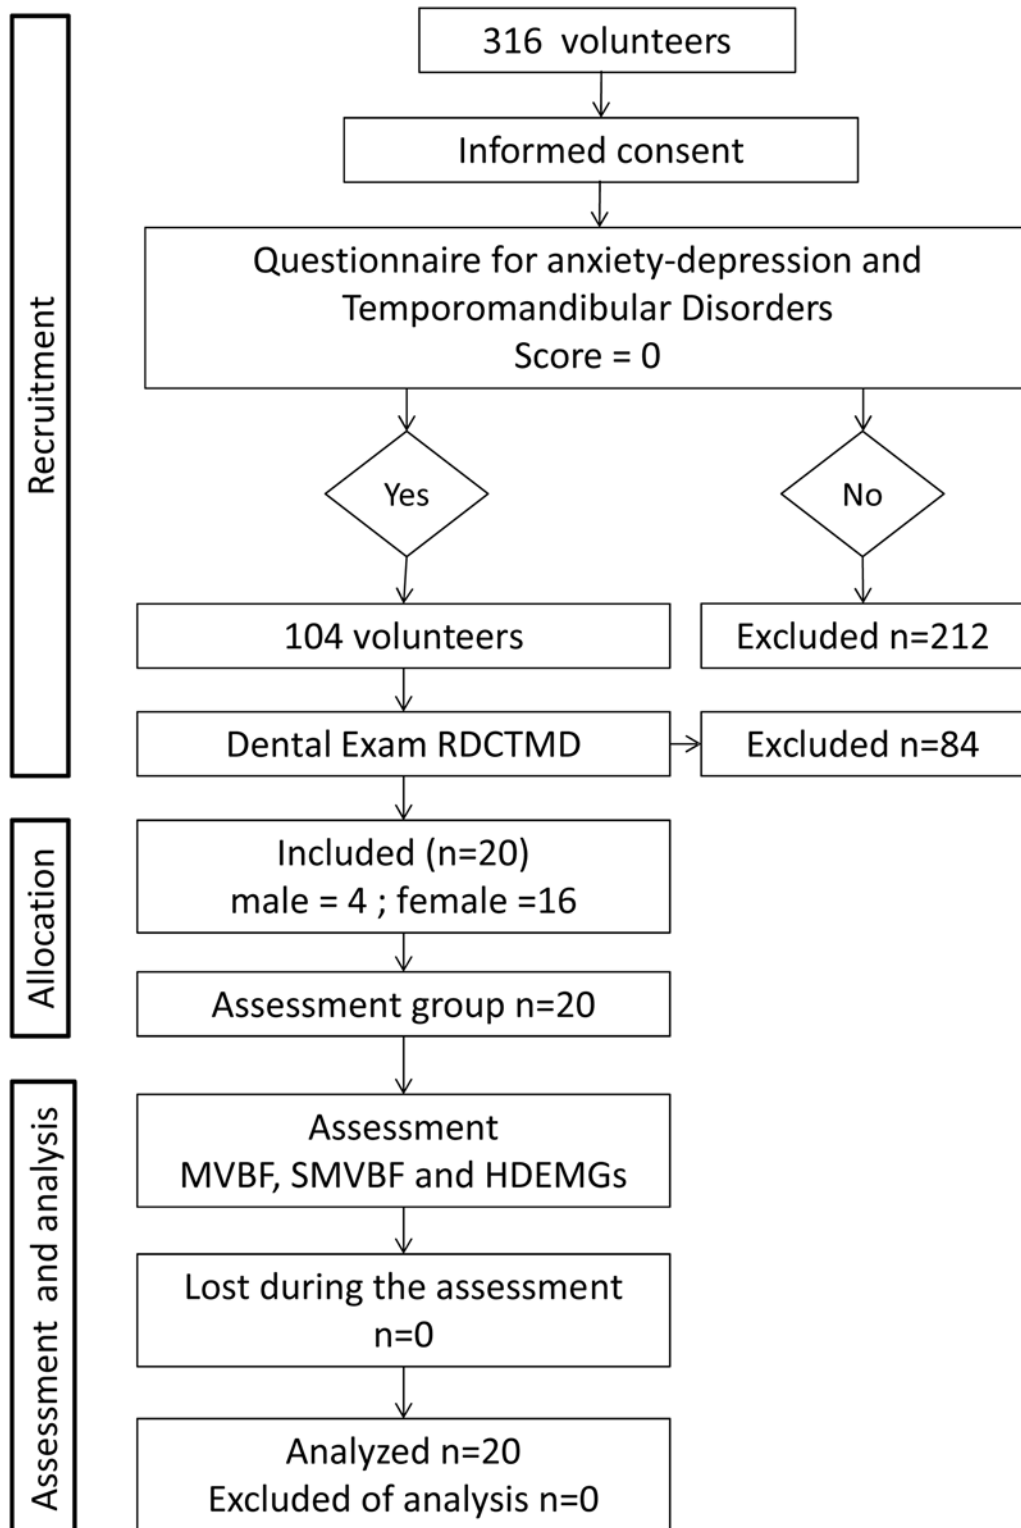 Recruitment
316 volunteers
Informed consent
Questionnaire for anxiety-depression and
Temporomandibular Disorders
Score = 0
Yes
No
104 volunteers
Excluded n=212
Dental Exam RDCTMD
Excluded n=84
Allocation
Included (n=20)
male = 4 ; female =16
Assessment group n=20
Assessment and analysis
Assessment
MVBF, SMVBF and HDEMGs
Lost during the assessment
n=0
Analyzed n=20
Excluded of analysis n=0